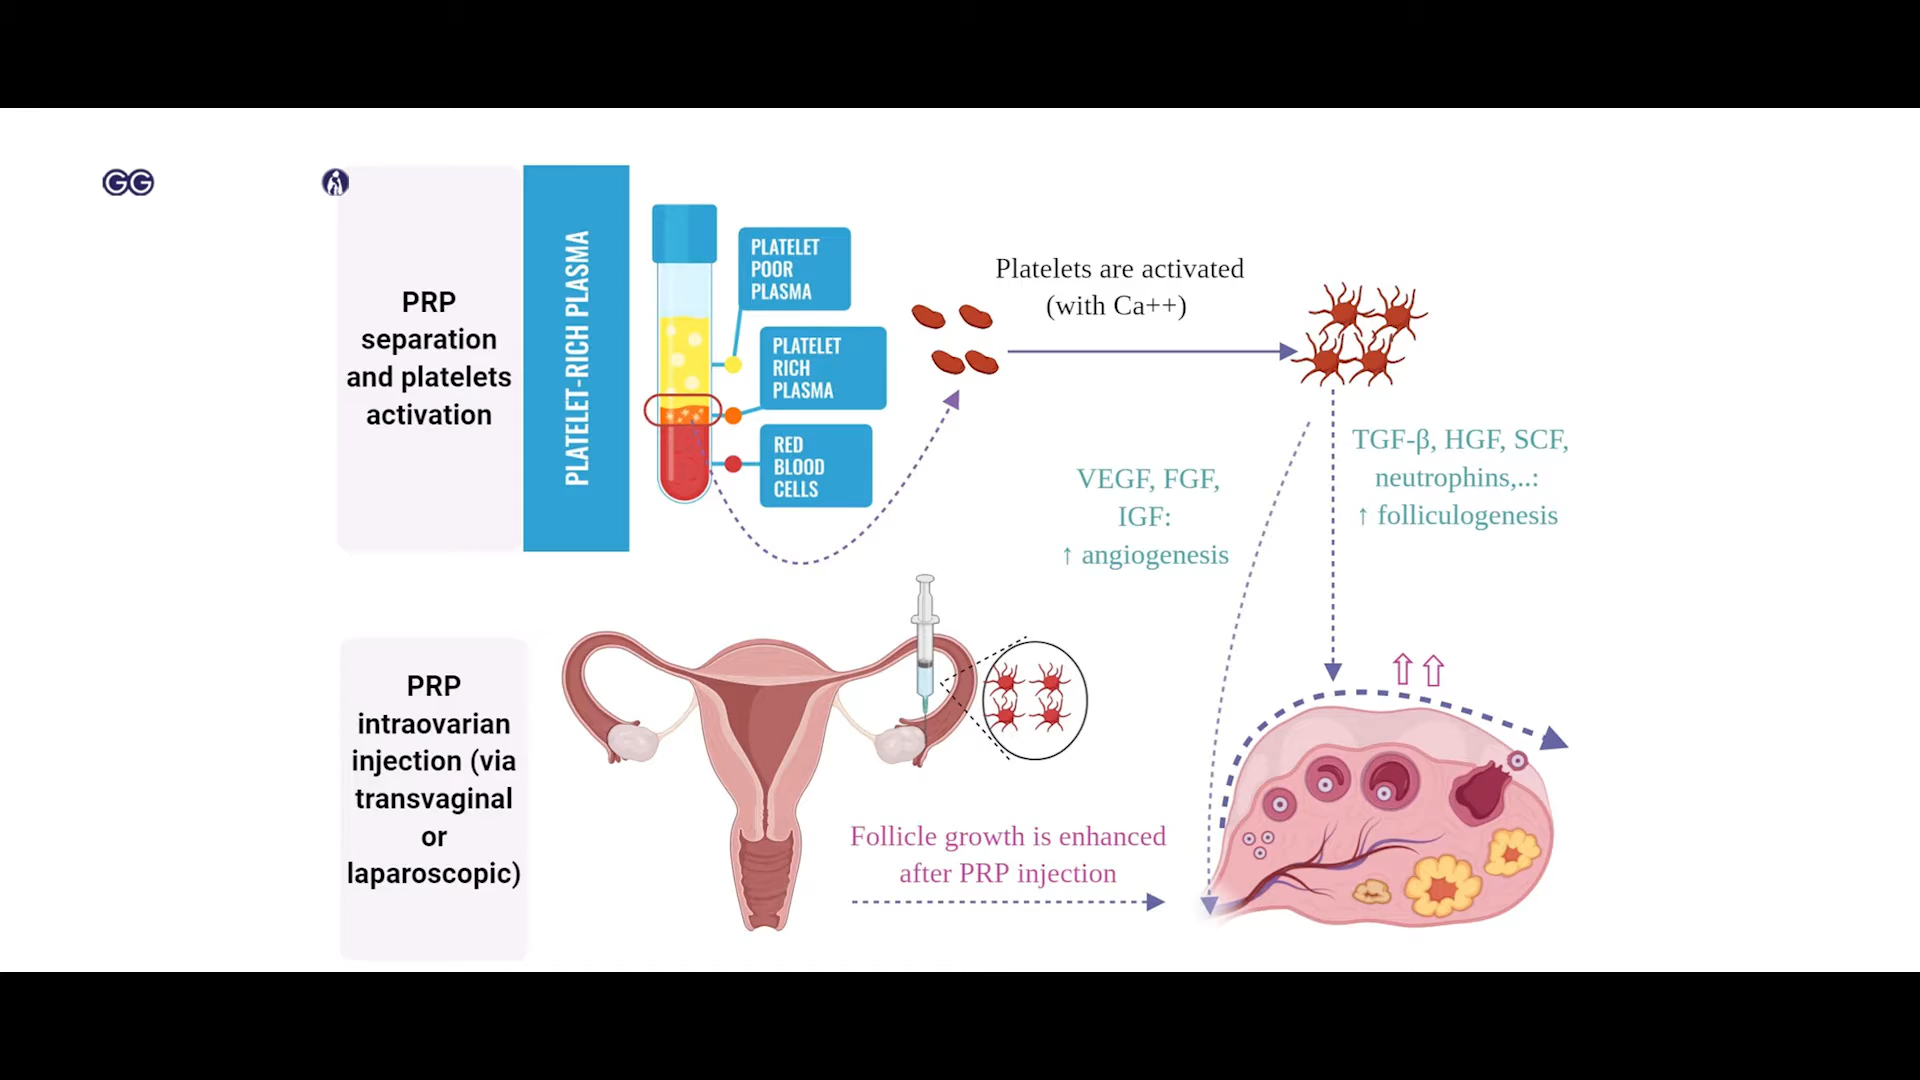 GG
PRP
separation
and platelets
activation
PLATELET-RICH PLASMA
PLATELET
POOR
PLASMA
PLATELET
RICH
PLASMA
RED
BLOOD
CELLS
Platelets are activated
(with Ca++)
VEGF, FGF,
IGF:
↑ angiogenesis
TGF-β, HGF, SCF,
neutrophins,..:
↑ folliculogenesis
PRP
intraovarian
injection (via
transvaginal
or
laparoscopic)
Follicle growth is enhanced
after PRP injection